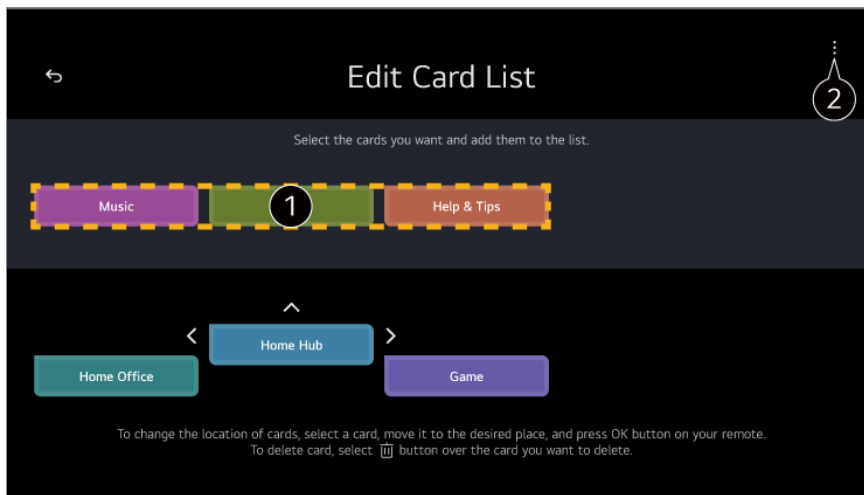 Edit Card List
2
Select the cards you want and add them to the list.
Music
1
Help & Tips
Home Hub
Home Office
Game
To change the location of cards, select a card, move it to the desired place, and press OK button on your remote.
To delete card, select button over the card you want to delete.